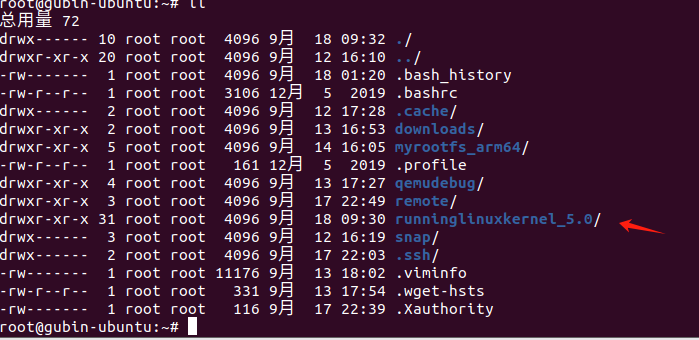 root@gubin-ubuntu:~# ll
总用量 72
drwx------ 10 root root  4096 9月  18 09:32 ./
drwxr-xr-x 20 root root  4096 9月  12 16:10 ../
-rw-------  1 root root  4096 9月  18 01:20 .bash_history
-rw-r--r--  1 root root  3106 12月  5  2019 .bashrc
drwx------  2 root root  4096 9月  12 17:28 .cache/
drwxr-xr-x  2 root root  4096 9月  13 16:53 downloads/
drwxr-xr-x  5 root root  4096 9月  14 16:05 myrootfs_arm64/
-rw-r--r--  1 root root   161 12月  5  2019 .profile
drwxr-xr-x  4 root root  4096 9月  13 17:27 qemudebug/
drwxr-xr-x  3 root root  4096 9月  17 22:49 remote/
drwxr-xr-x 31 root root  4096 9月  18 09:30 runninglinuxkernel_5.0/
drwx------  3 root root  4096 9月  12 16:19 snap/
drwx------  2 root root  4096 9月  17 22:03 .ssh/
-rw-------  1 root root 11176 9月  13 18:02 .viminfo
-rw-r--r--  1 root root   331 9月  13 17:54 .wget-hsts
-rw-------  1 root root   116 9月  17 22:39 .Xauthority
root@gubin-ubuntu:~#